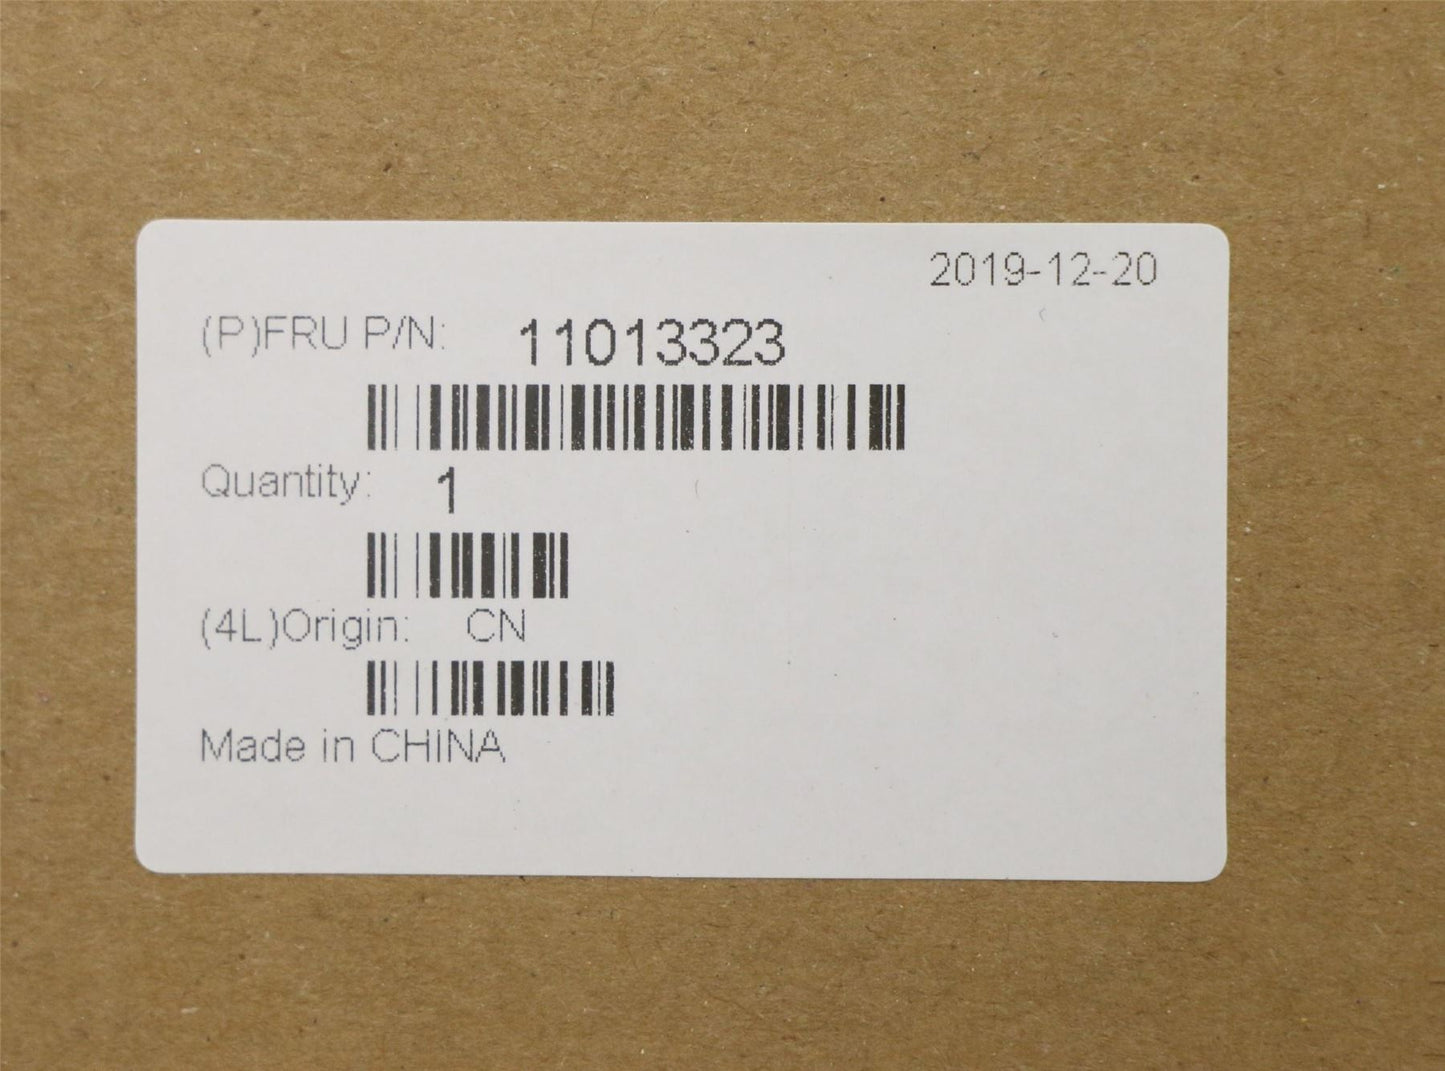 2019-12-20
(P)FRU P/N: 11013323
Quantity: 1
(4L)Origin: CN
Made in CHINA